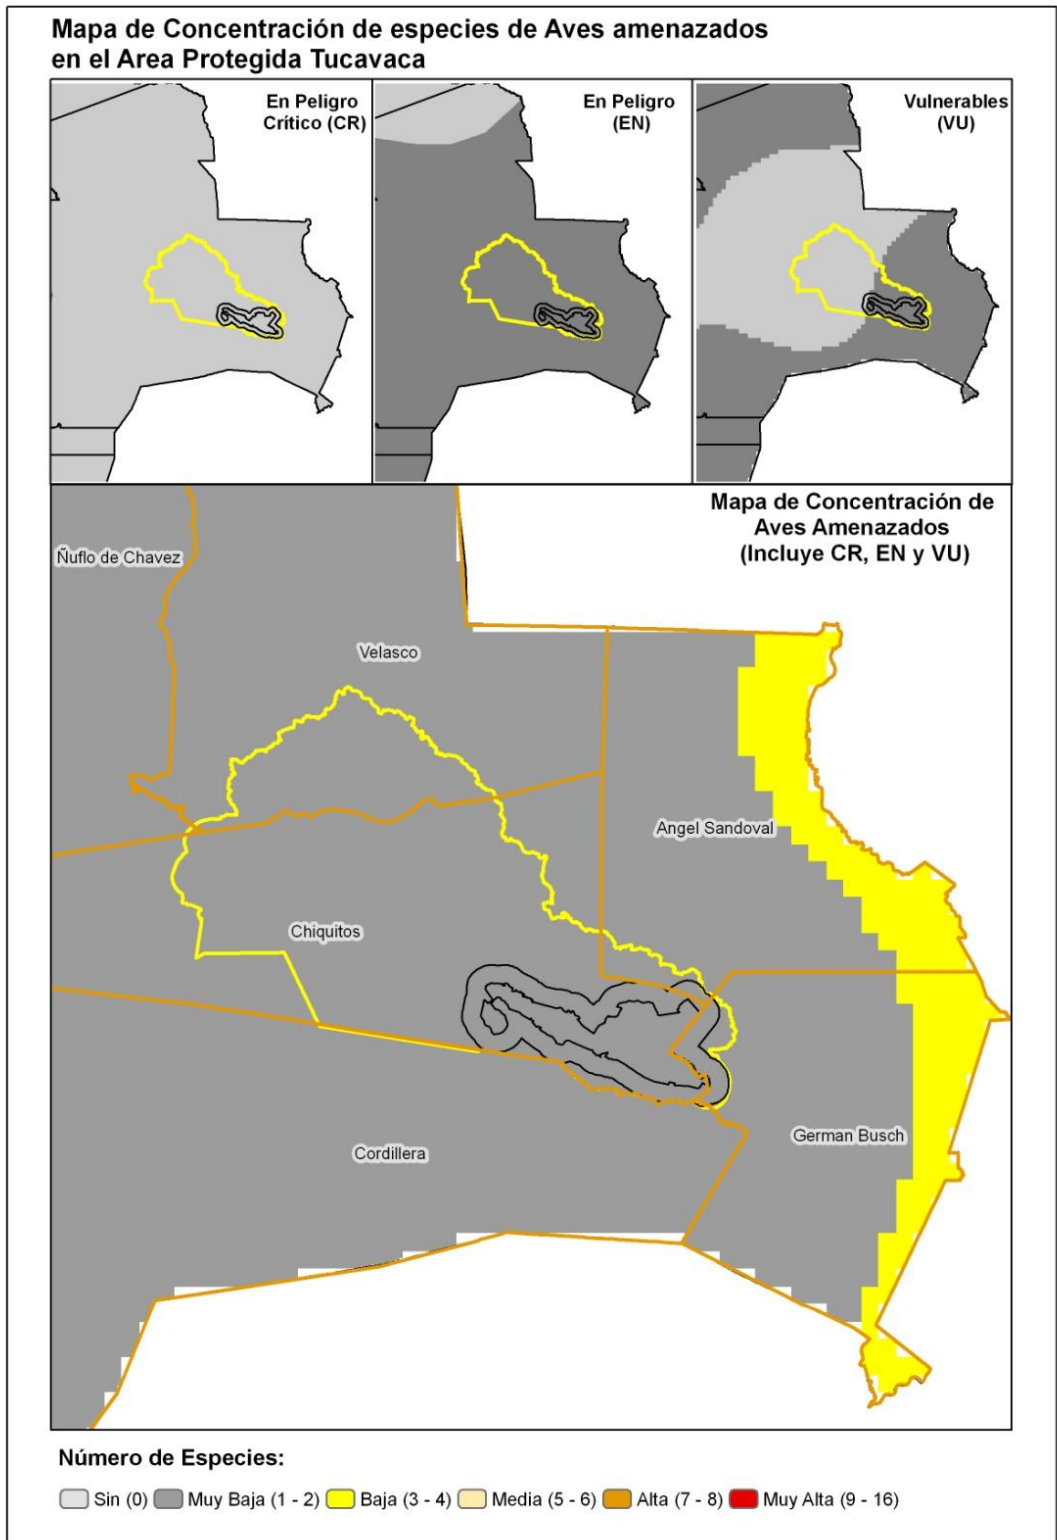 Mapa de Concentración de especies de Aves amenazados
en el Area Protegida Tucavaca
En Peligro
Crítico (CR)
En Peligro
(EN)
Vulnerables
(VU)
Mapa de Concentración de
Aves Amenazados
(Incluye CR, EN y VU)
Ñuflo de Chavez
Velasco
Angel Sandoval
Chiquitos
German Busch
Cordillera
Número de Especies:
Sin (0) Muy Baja (1 - 2) Baja (3 - 4) Media (5 - 6) Alta (7 - 8) Muy Alta (9 - 16)